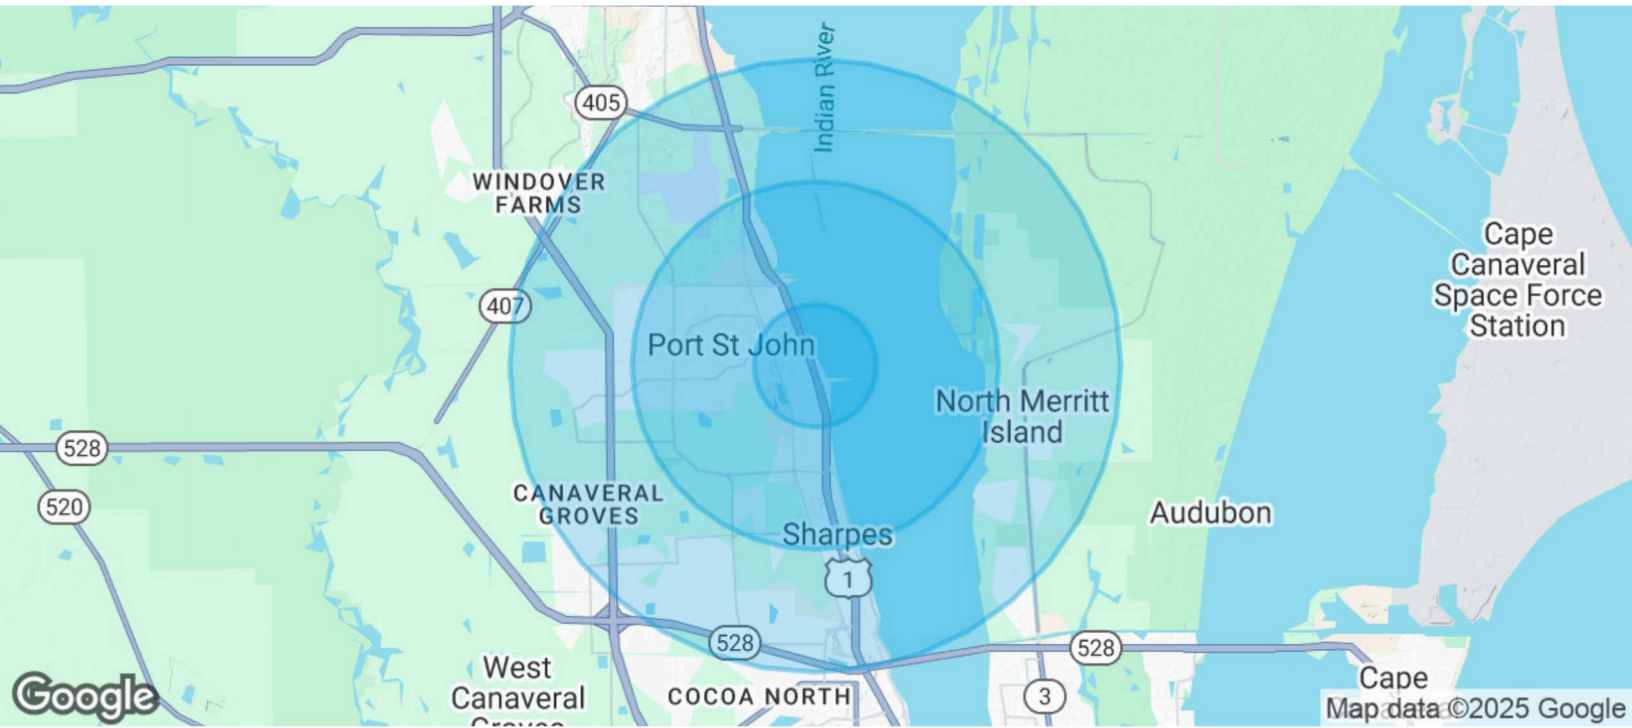 Indian River
405
WINDOVER
FARMS
Cape
Canaveral
Space Force
Station
407
Port St John
North Merritt
Island
528
520
CANAVERAL
GROVES
Audubon
Sharpes
1
528
528
West
Canaveral
Groves
COCOA NORTH
3
Cape
Google
Map data ©2025 Google